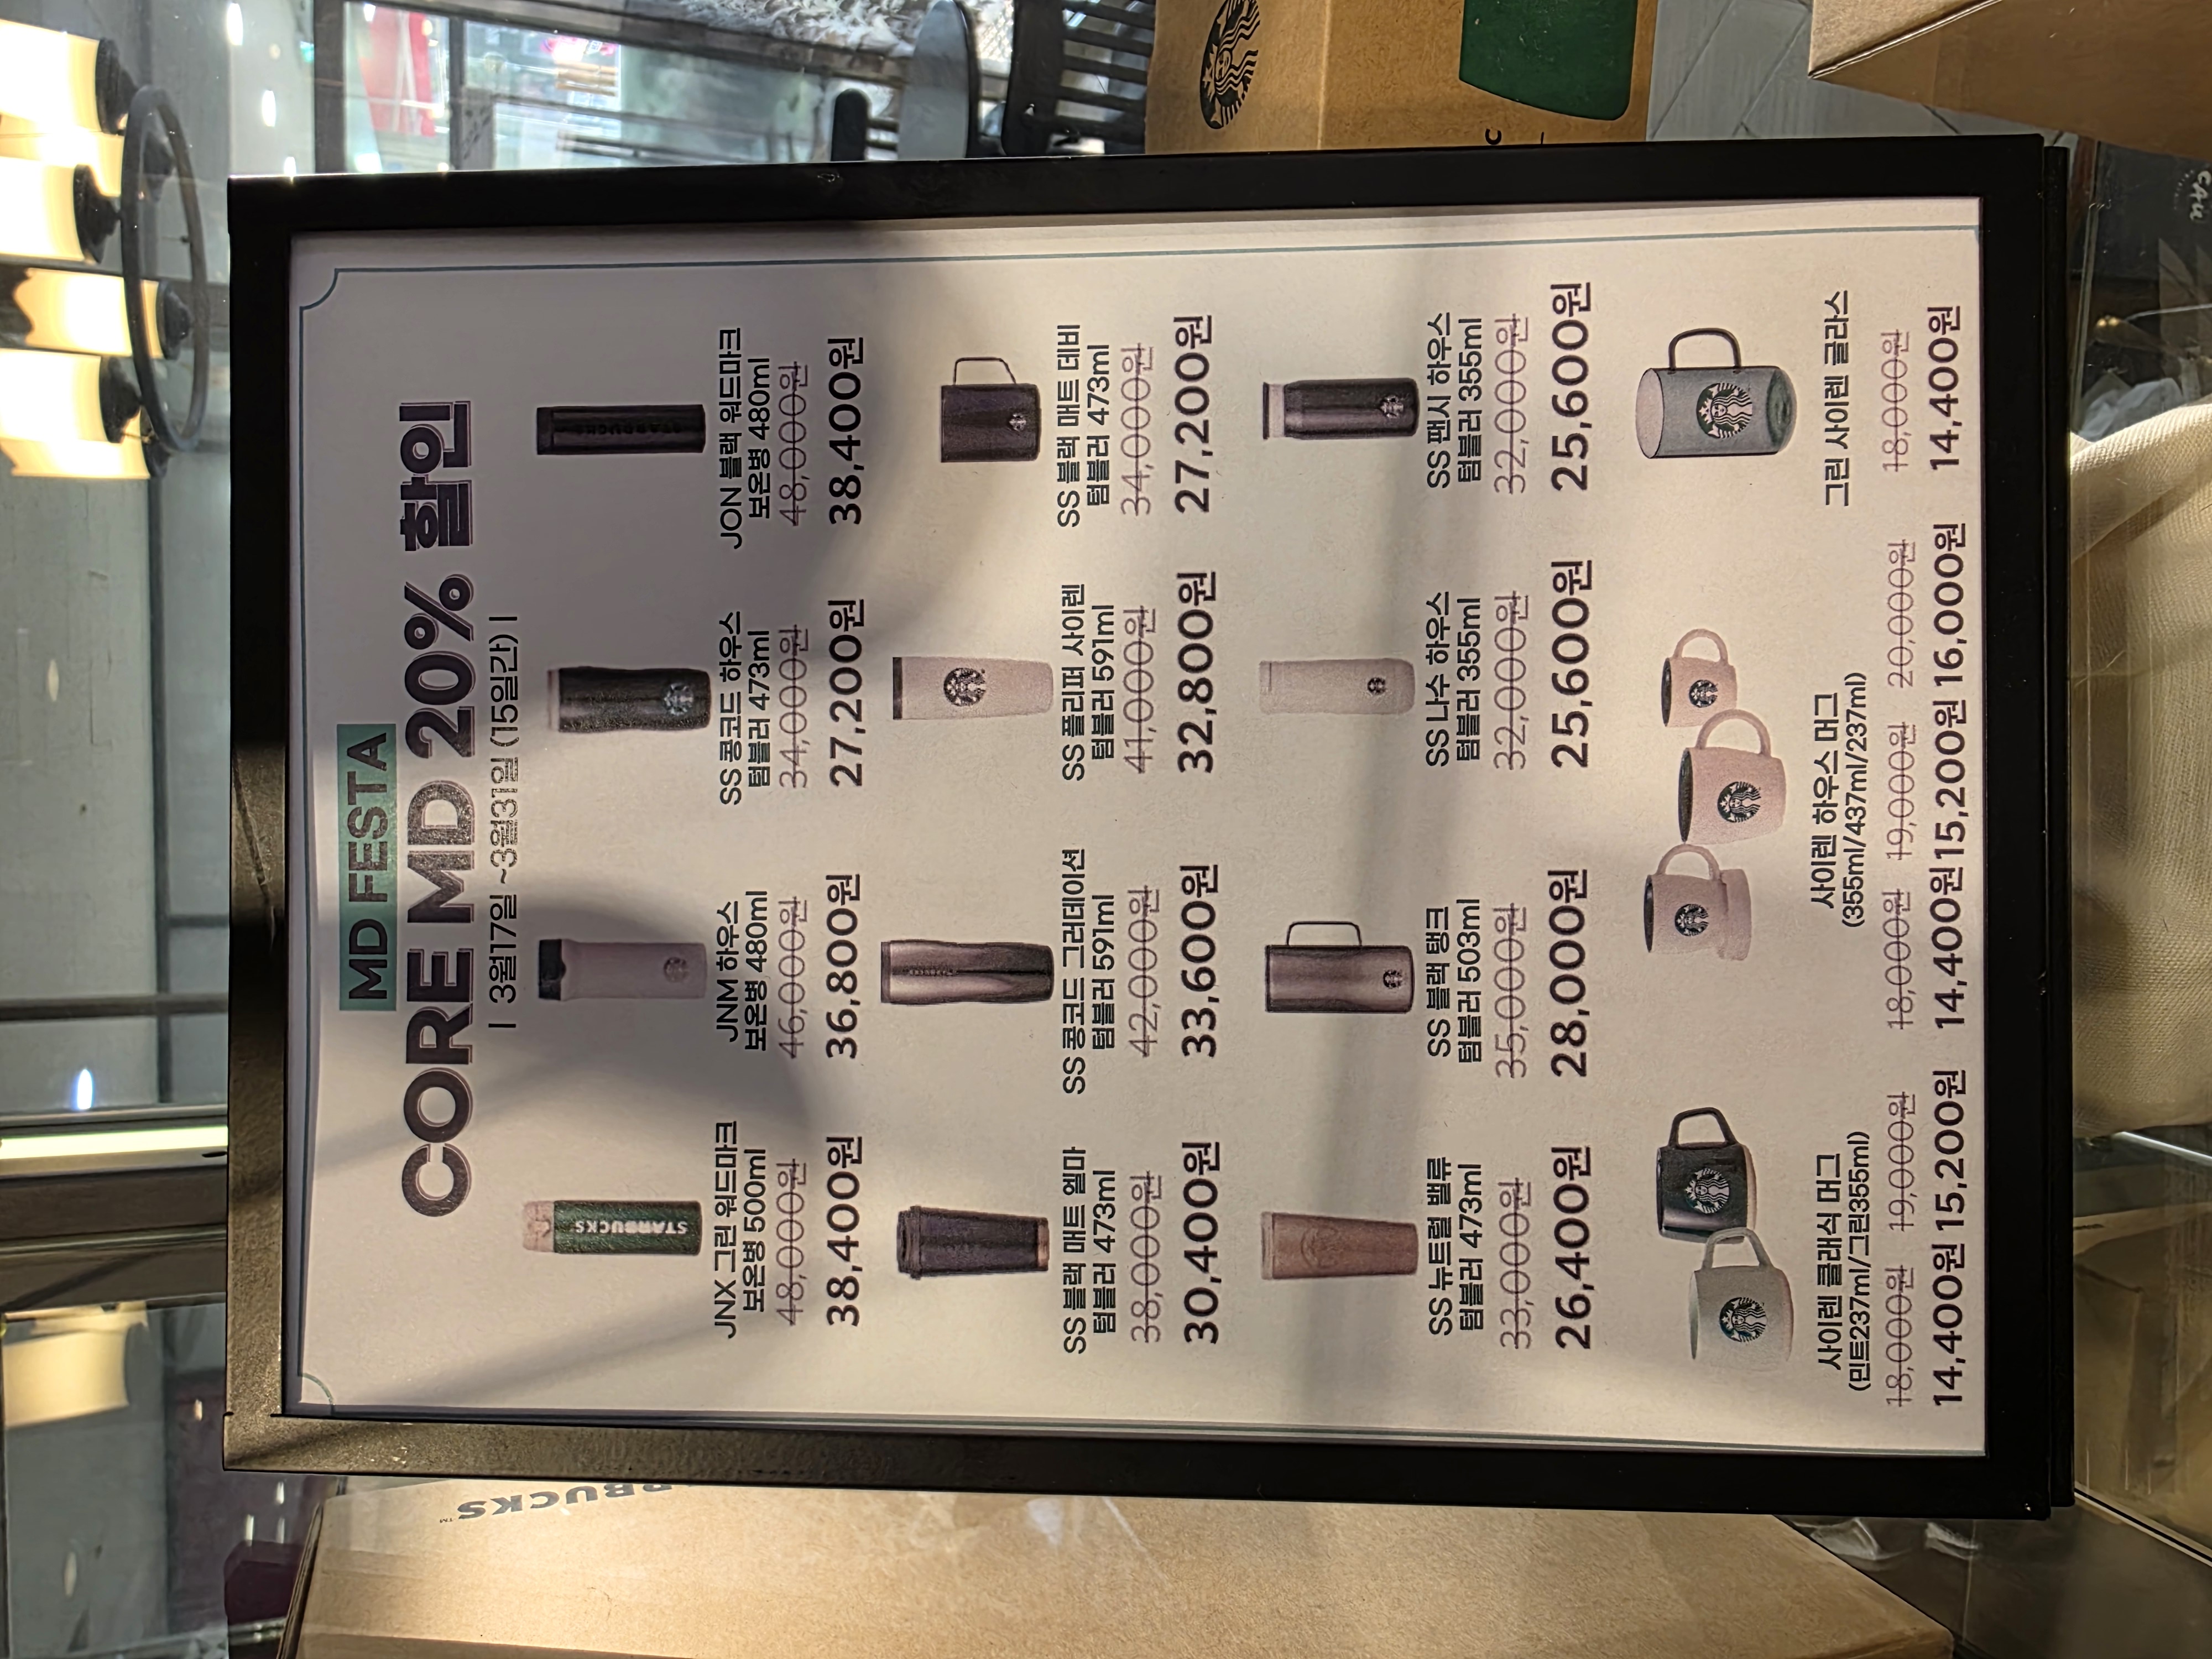 MD FESTA
CORE MD 20% 할인
| 3월17일 ~3월31일 (15일간) |
STARBUCKS
STARBUCKS
JNX 그린 워드마크
보온병 500ml
48,000원
38,400원
JNM 하우스
보온병 480ml
46,000원
36,800원
SS 콩코드 하우스
텀블러 473ml
34,000원
27,200원
JON 블랙 워드마크
보온병 480ml
48,000원
38,400원
SS 블랙 매트 엘마
텀블러 473ml
38,000원
30,400원
SS 콩코드 그러데이션
텀블러 591ml
42,000원
33,600원
SS 플리퍼 사이렌
텀블러 591ml
41,000원
32,800원
SS 블랙 매트 데비
텀블러 473ml
34,000원
27,200원
SS 뉴트럴 밸류
텀블러 473ml
33,000원
26,400원
SS 블랙 탱크
텀블러 503ml
35,000원
28,000원
SS 나수 하우스
텀블러 355ml
32,000원
25,600원
SS 팬시 하우스
텀블러 355ml
32,000원
25,600원
사이렌 클래식 머그
(민트237ml/그린355ml)
18,000원 19,000원
14,400원 15,200원
사이렌 하우스 머그
(355ml/437ml/237ml)
18,000원 19,000원 20,000원
14,400원 15,200원 16,000원
그린 사이렌 글라스
18,000원
14,400원